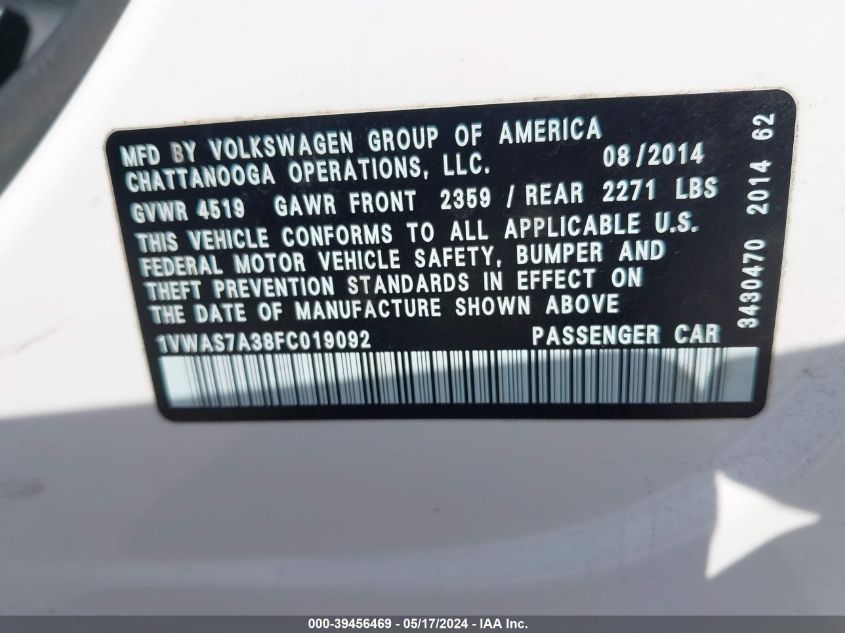 MFD BY VOLKSWAGEN GROUP OF AMERICA
CHATTANOOGA OPERATIONS, LLC. 08/2014
GVWR 4519 GAWR FRONT 2359 / REAR 2271 LBS
THIS VEHICLE CONFORMS TO ALL APPLICABLE U.S.
FEDERAL MOTOR VEHICLE SAFETY, BUMPER AND
THEFT PREVENTION STANDARDS IN EFFECT ON
THE DATE OF MANUFACTURE SHOWN ABOVE
1VWAS7A38FC019092 PASSENGER CAR
3430470 2014 62
000-39456469 - 05/17/2024 - IAA Inc.